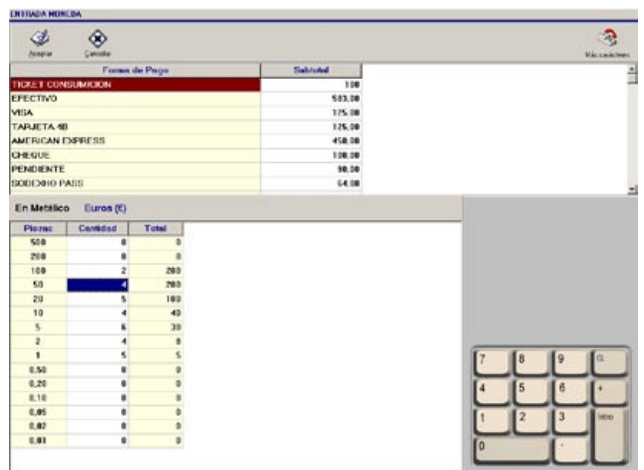 ENTRADA MONEDA
Aceptar Cancelar Más caracteres
Formas de Pago Subtotal
TICKET CONSUMICION 100
EFECTIVO 583,00
VISA 125,00
TARJETA 4B 125,00
AMERICAN EXPRESS 450,00
CHEQUE 100,00
PENDIENTE 90,00
SODEXHO PASS 64,00
En Metálico Euros (€)
Piezas Cantidad Total
500 0 0
200 0 0
100 2 200
50 4 200
20 5 100
10 4 40
5 6 30
2 4 8
1 5 5
0,50 0 0
0,20 0 0
0,10 0 0
0,05 0 0
0,02 0 0
0,01 0 0
7 8 9 CL
4 5 6 +
1 2 3 Intro
0 .